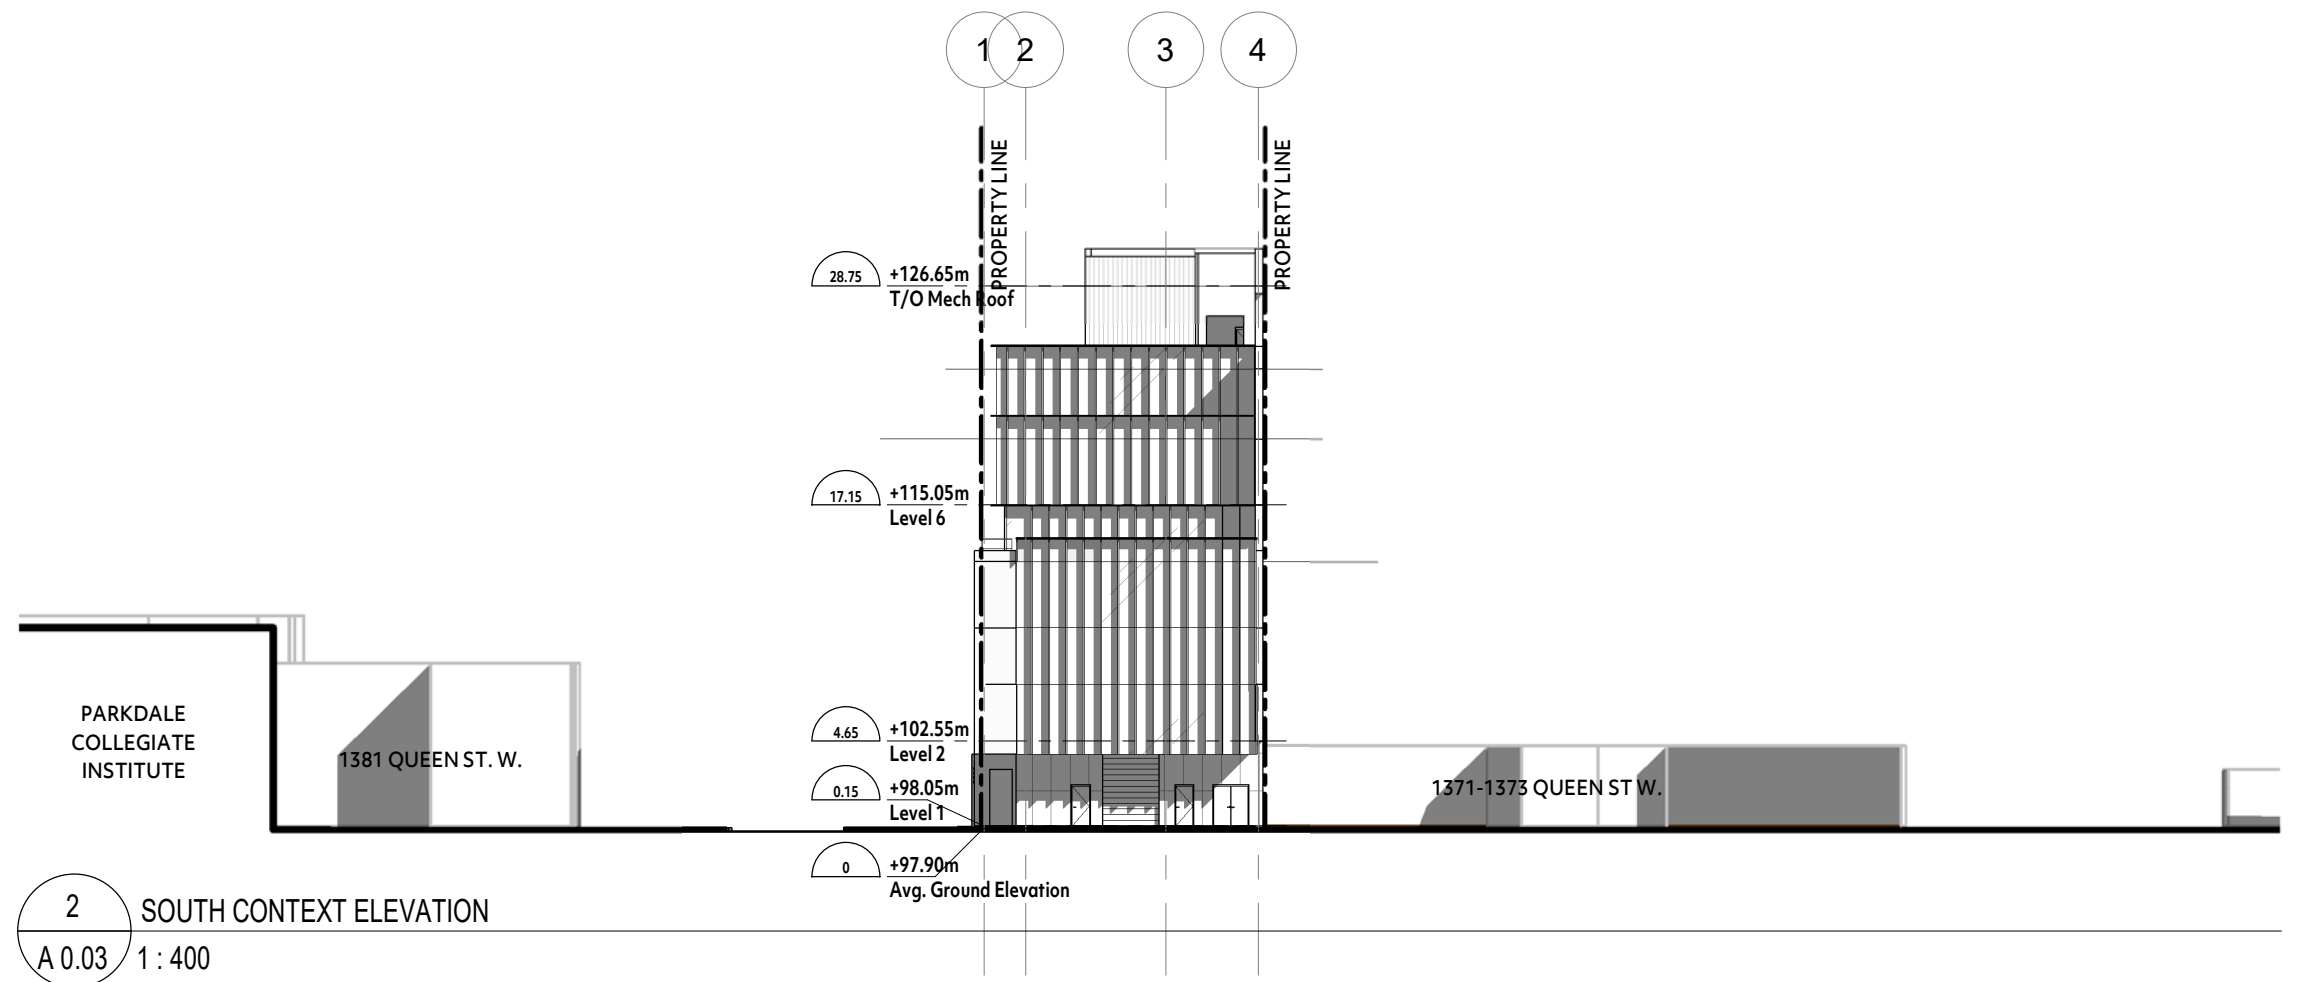 1 2 3 4
PROPERTY LINE
PROPERTY LINE
28.75 +126.65m
T/O Mech Roof
17.15 +115.05m
Level 6
4.65 +102.55m
Level 2
0.15 +98.05m
Level 1
0 +97.90m
Avg. Ground Elevation
PARKDALE
COLLEGIATE
INSTITUTE
1381 QUEEN ST. W.
1371-1373 QUEEN ST W.
2 SOUTH CONTEXT ELEVATION
A 0.03 1 : 400